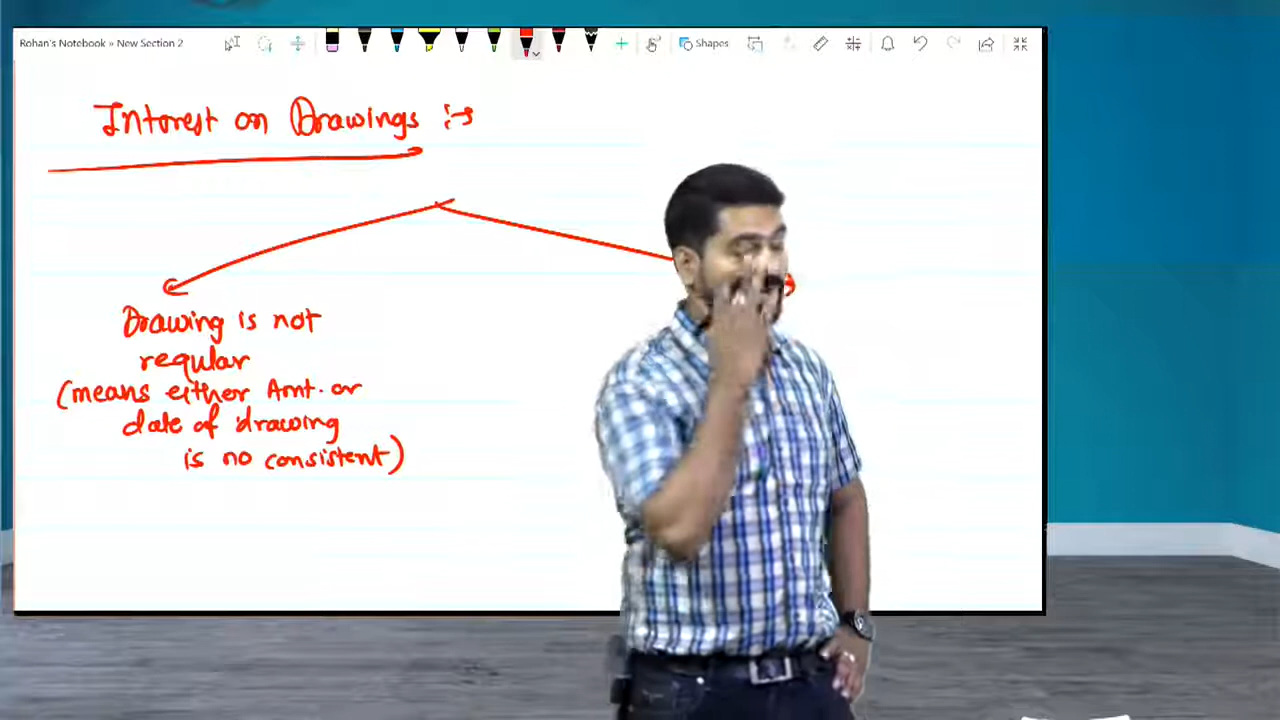 Rohan's Notebook » New Section 2
Shapes
Interest on Drawings :→
Drawing is not
regular
(means either Amt. or
date of drawing
is no consistent)